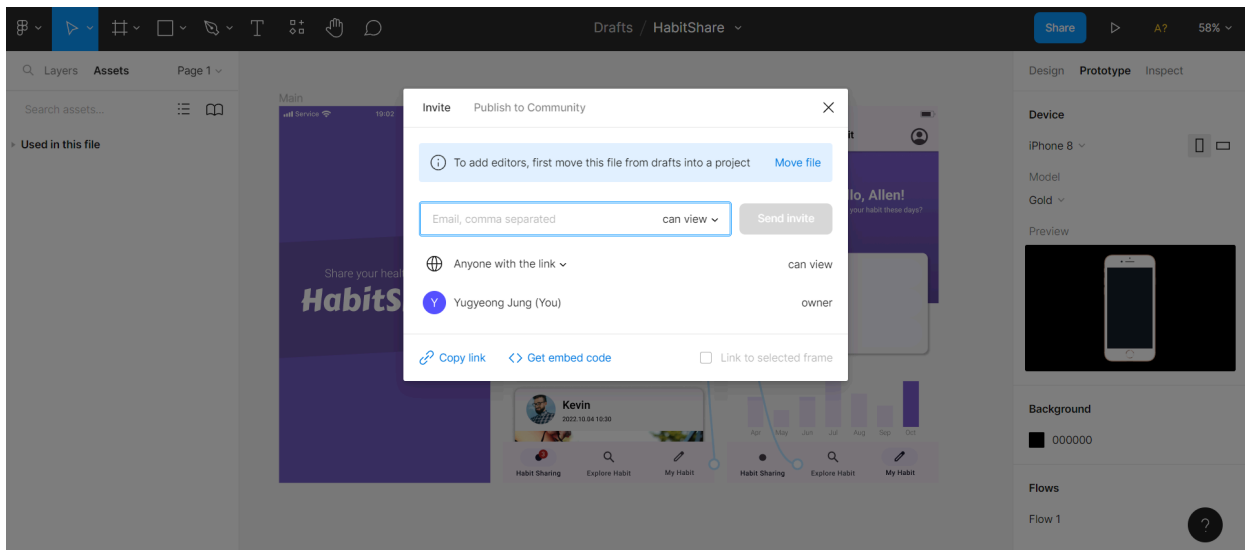 Drafts / HabitShare
Share
A?
58%
Layers Assets Page 1
Search assets...
Used in this file
Main
Service 19:02
Share your heal
HabitS
Invite Publish to Community
To add editors, first move this file from drafts into a project Move file
Email, comma separated can view Send invite
Anyone with the link can view
Y Yugyeong Jung (You) owner
Copy link Get embed code Link to selected frame
it
lo, Allen!
your habit these days?
Kevin
2022.10.04 10:30
Habit Sharing Explore Habit My Habit
Apr May Jun Jul Aug Sep Oct
Habit Sharing Explore Habit My Habit
Design Prototype Inspect
Device
iPhone 8
Model
Gold
Preview
Background
000000
Flows
Flow 1
?